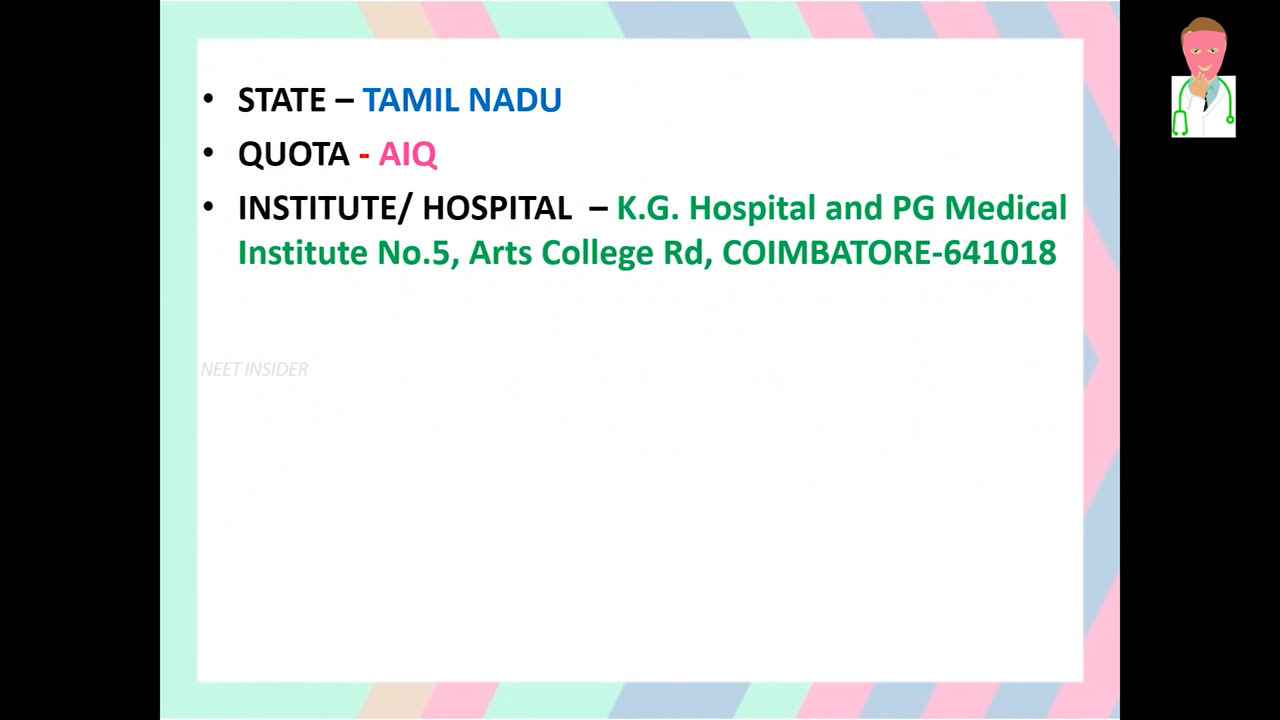 • STATE – TAMIL NADU
• QUOTA - AIQ
• INSTITUTE/ HOSPITAL – K.G. Hospital and PG Medical
Institute No.5, Arts College Rd, COIMBATORE-641018
NEET INSIDER